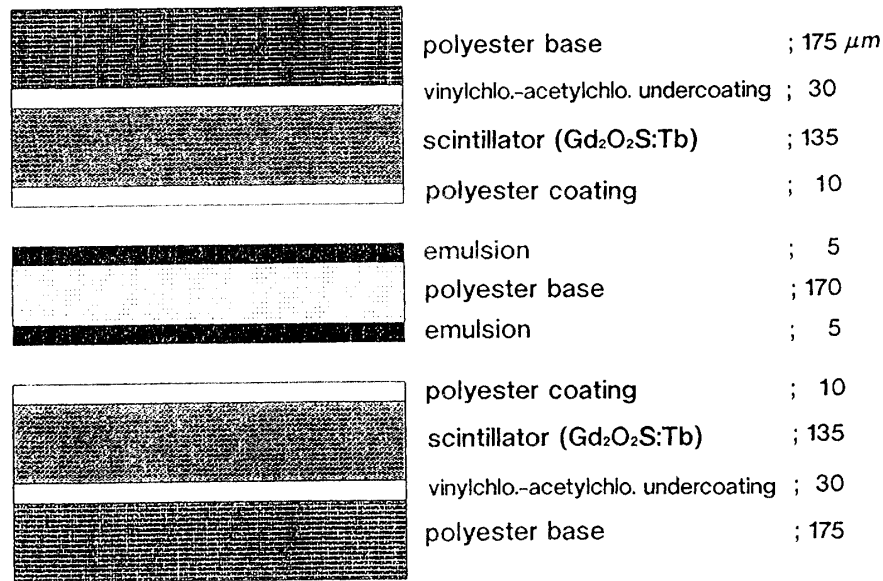 polyester base ; 175 μm
vinylchlo.-acetylchlo. undercoating ; 30
scintillator (Gd₂O₂S:Tb) ; 135
polyester coating ; 10
emulsion ; 5
polyester base ; 170
emulsion ; 5
polyester coating ; 10
scintillator (Gd₂O₂S:Tb) ; 135
vinylchlo.-acetylchlo. undercoating ; 30
polyester base ; 175